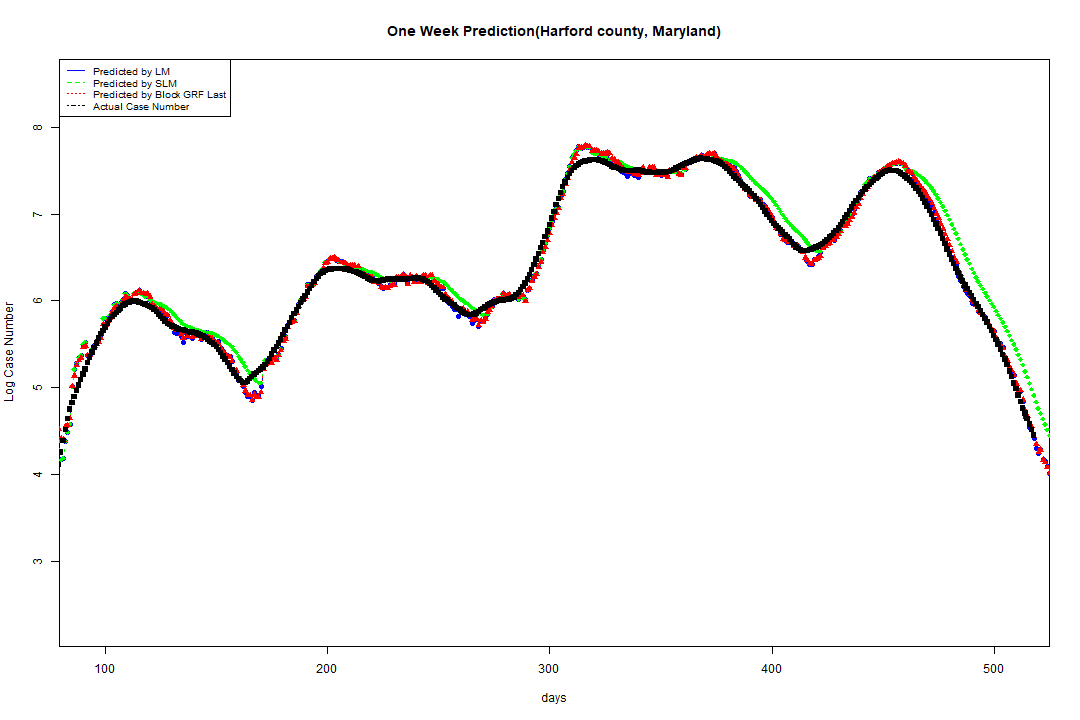 One Week Prediction(Harford county, Maryland)
Predicted by LM
Predicted by SLM
Predicted by Block GRF Last
Actual Case Number
8
7
6
5
4
3
Log Case Number
100 200 300 400 500
days